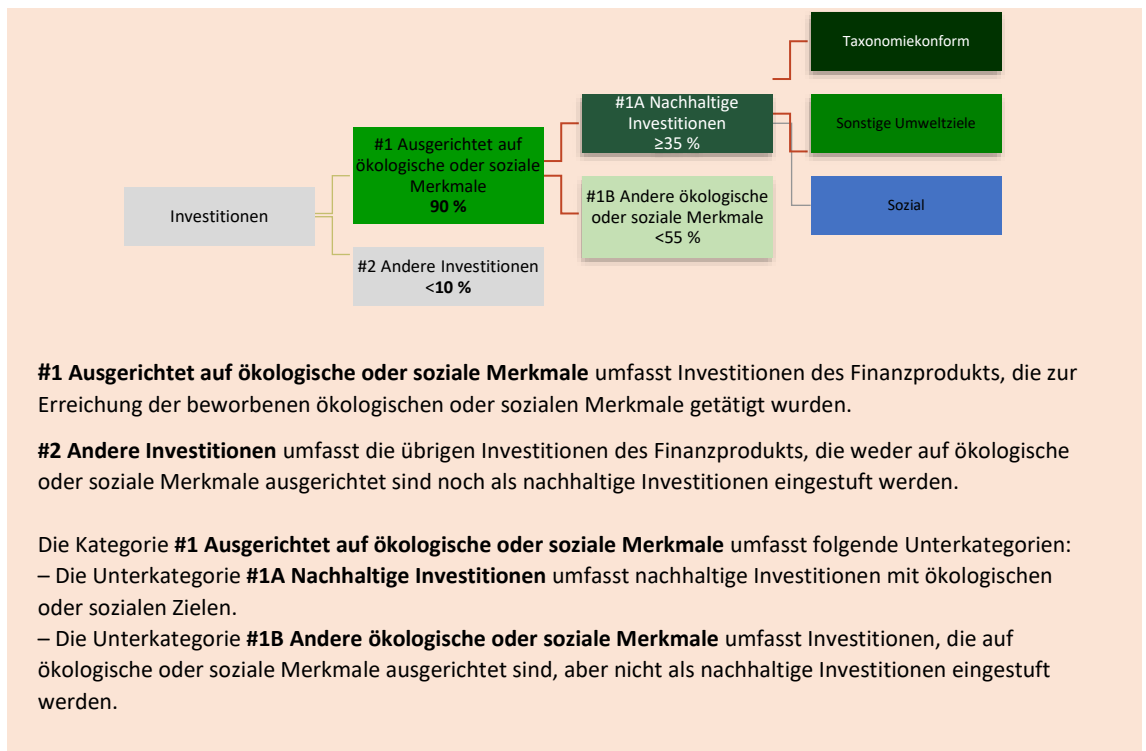 Taxonomiekonform
#1A Nachhaltige
Investitionen
≥35 %
Sonstige Umweltziele
#1 Ausgerichtet auf
ökologische oder soziale
Merkmale
90 %
#1B Andere ökologische
oder soziale Merkmale
<55 %
Sozial
Investitionen
#2 Andere Investitionen
<10 %
#1 Ausgerichtet auf ökologische oder soziale Merkmale umfasst Investitionen des Finanzprodukts, die zur
Erreichung der beworbenen ökologischen oder sozialen Merkmale getätigt wurden.
#2 Andere Investitionen umfasst die übrigen Investitionen des Finanzprodukts, die weder auf ökologische
oder soziale Merkmale ausgerichtet sind noch als nachhaltige Investitionen eingestuft werden.
Die Kategorie #1 Ausgerichtet auf ökologische oder soziale Merkmale umfasst folgende Unterkategorien:
– Die Unterkategorie #1A Nachhaltige Investitionen umfasst nachhaltige Investitionen mit ökologischen
oder sozialen Zielen.
– Die Unterkategorie #1B Andere ökologische oder soziale Merkmale umfasst Investitionen, die auf
ökologische oder soziale Merkmale ausgerichtet sind, aber nicht als nachhaltige Investitionen eingestuft
werden.